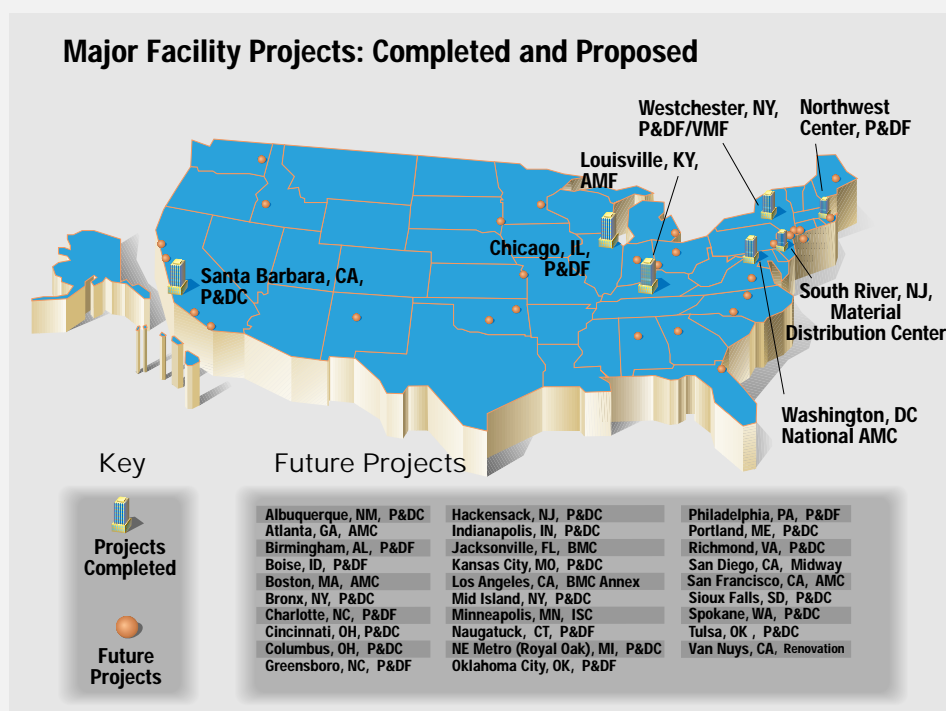 Major Facility Projects: Completed and Proposed
Westchester, NY,
P&DF/VMF
Northwest
Center, P&DF
Louisville, KY,
AMF
Chicago, IL,
P&DF
Santa Barbara, CA,
P&DC
South River, NJ,
Material
Distribution Center
Washington, DC
National AMC
Key
Projects
Completed
Future
Projects
Future Projects
Albuquerque, NM, P&DC
Atlanta, GA, AMC
Birmingham, AL, P&DF
Boise, ID, P&DF
Boston, MA, AMC
Bronx, NY, P&DC
Charlotte, NC, P&DF
Cincinnati, OH, P&DC
Columbus, OH, P&DC
Greensboro, NC, P&DF
Hackensack, NJ, P&DC
Indianapolis, IN, P&DC
Jacksonville, FL, BMC
Kansas City, MO, P&DC
Los Angeles, CA, BMC Annex
Mid Island, NY, P&DC
Minneapolis, MN, ISC
Naugatuck, CT, P&DF
NE Metro (Royal Oak), MI, P&DC
Oklahoma City, OK, P&DF
Philadelphia, PA, P&DF
Portland, ME, P&DC
Richmond, VA, P&DC
San Diego, CA, Midway
San Francisco, CA, AMC
Sioux Falls, SD, P&DC
Spokane, WA, P&DC
Tulsa, OK , P&DC
Van Nuys, CA, Renovation